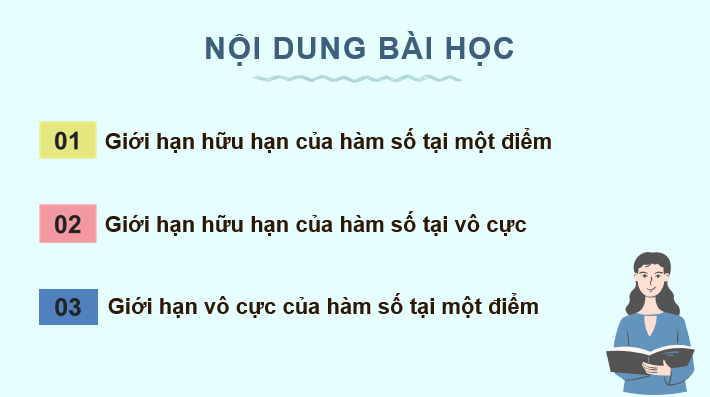 NỘI DUNG BÀI HỌC
01 Giới hạn hữu hạn của hàm số tại một điểm
02 Giới hạn hữu hạn của hàm số tại vô cực
03 Giới hạn vô cực của hàm số tại một điểm